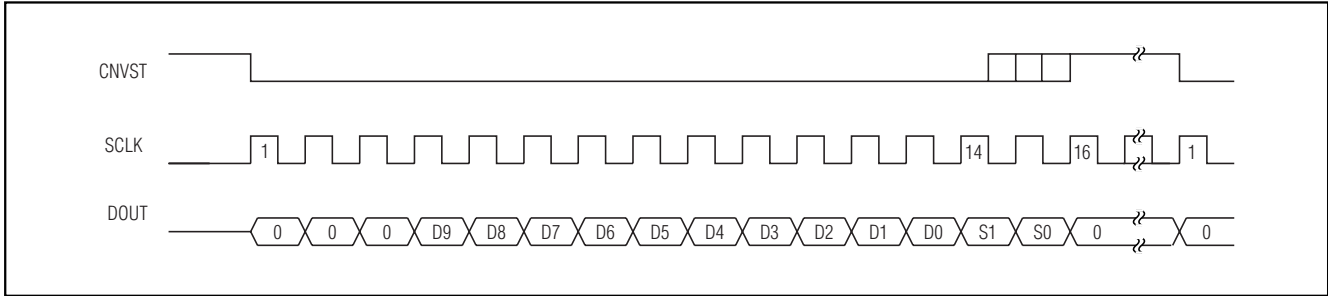 CNVST
SCLK
1 14 16 1
DOUT
0 0 0 D9 D8 D7 D6 D5 D4 D3 D2 D1 D0 S1 S0 0 0